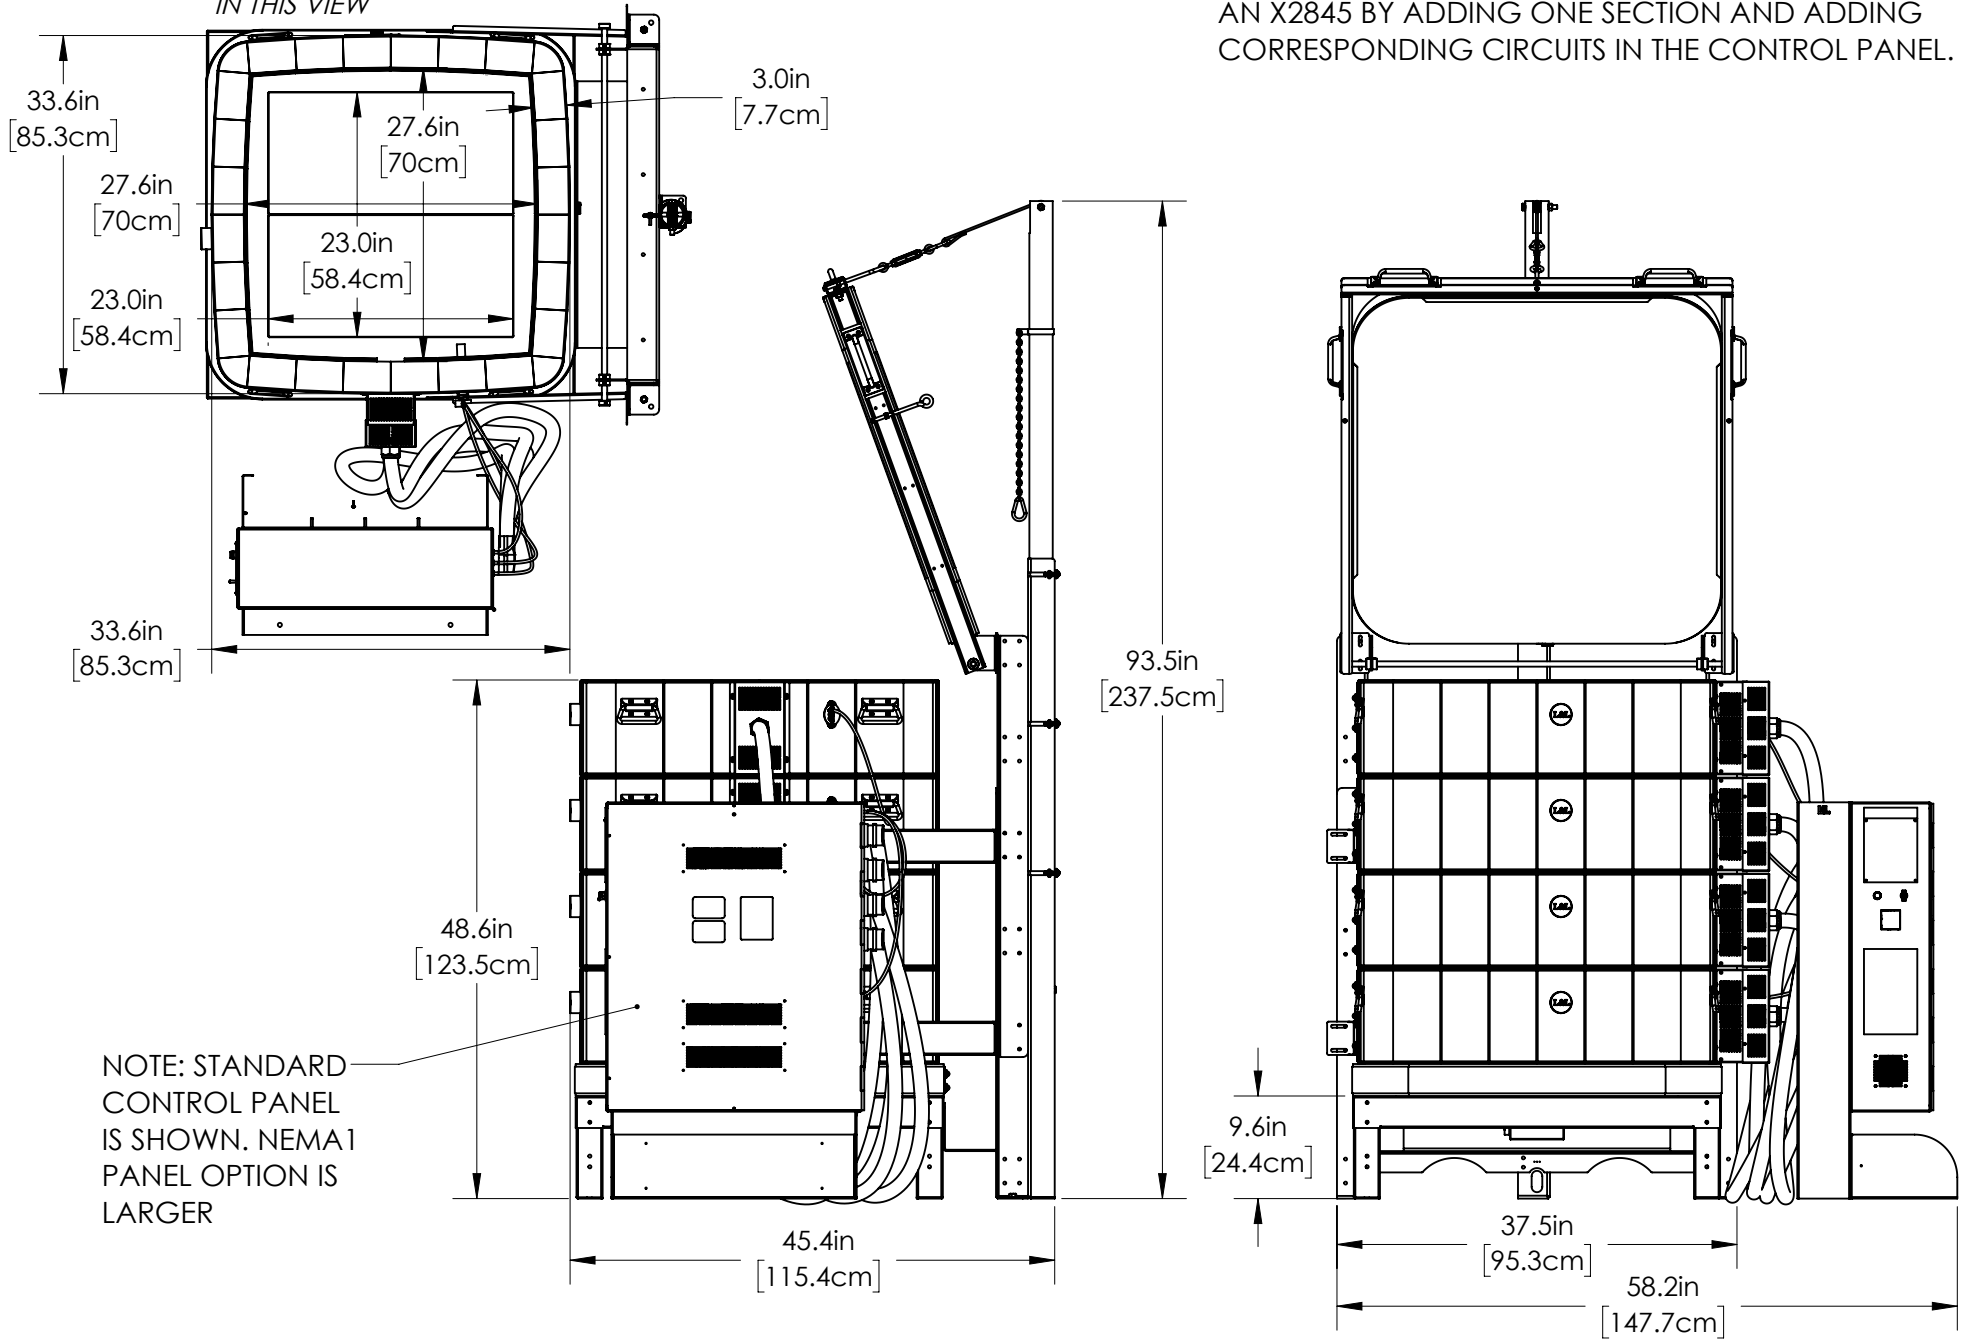 IN THIS VIEW
AN X2845 BY ADDING ONE SECTION AND ADDING
CORRESPONDING CIRCUITS IN THE CONTROL PANEL.
33.6in
[85.3cm]
27.6in
[70cm]
23.0in
[58.4cm]
27.6in
[70cm]
23.0in
[58.4cm]
3.0in
[7.7cm]
33.6in
[85.3cm]
93.5in
[237.5cm]
48.6in
[123.5cm]
NOTE: STANDARD
CONTROL PANEL
IS SHOWN. NEMA1
PANEL OPTION IS
LARGER
45.4in
[115.4cm]
L&L
L&L
L&L
L&L
9.6in
[24.4cm]
37.5in
[95.3cm]
58.2in
[147.7cm]